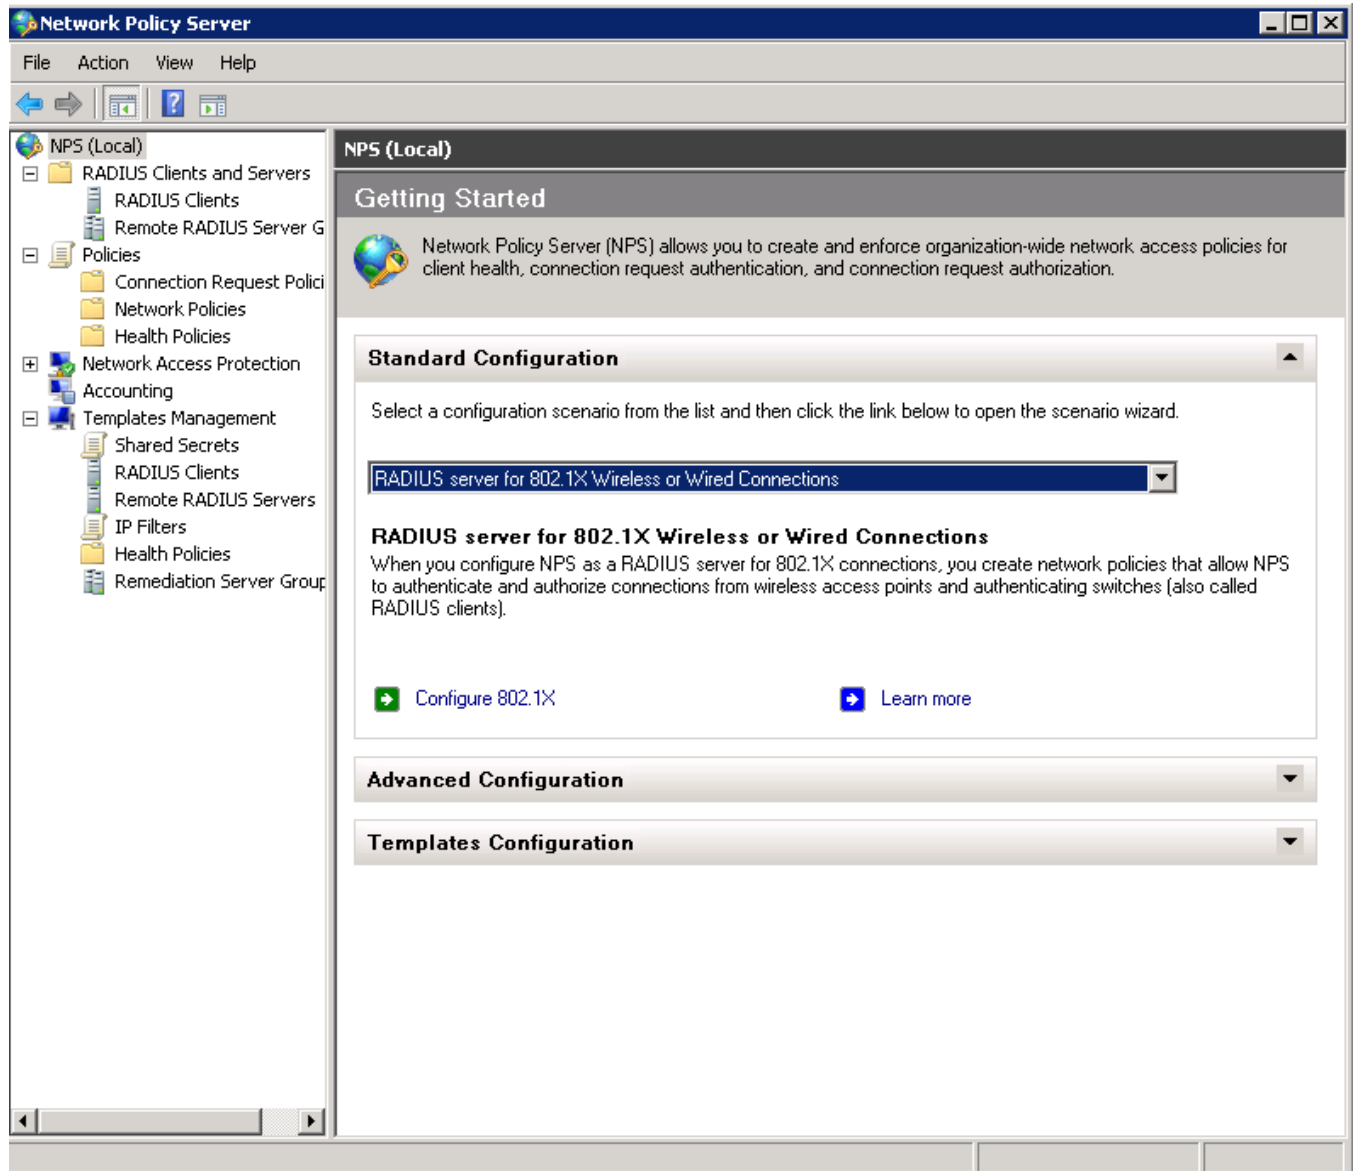 Network Policy Server
File Action View Help
NPS (Local)
RADIUS Clients and Servers
RADIUS Clients
Remote RADIUS Server G
Policies
Connection Request Polici
Network Policies
Health Policies
Network Access Protection
Accounting
Templates Management
Shared Secrets
RADIUS Clients
Remote RADIUS Servers
IP Filters
Health Policies
Remediation Server Group
NPS (Local)
Getting Started
Network Policy Server (NPS) allows you to create and enforce organization-wide network access policies for
client health, connection request authentication, and connection request authorization.
Standard Configuration
Select a configuration scenario from the list and then click the link below to open the scenario wizard.
RADIUS server for 802.1X Wireless or Wired Connections
RADIUS server for 802.1X Wireless or Wired Connections
When you configure NPS as a RADIUS server for 802.1X connections, you create network policies that allow NPS
to authenticate and authorize connections from wireless access points and authenticating switches (also called
RADIUS clients).
Configure 802.1X Learn more
Advanced Configuration
Templates Configuration